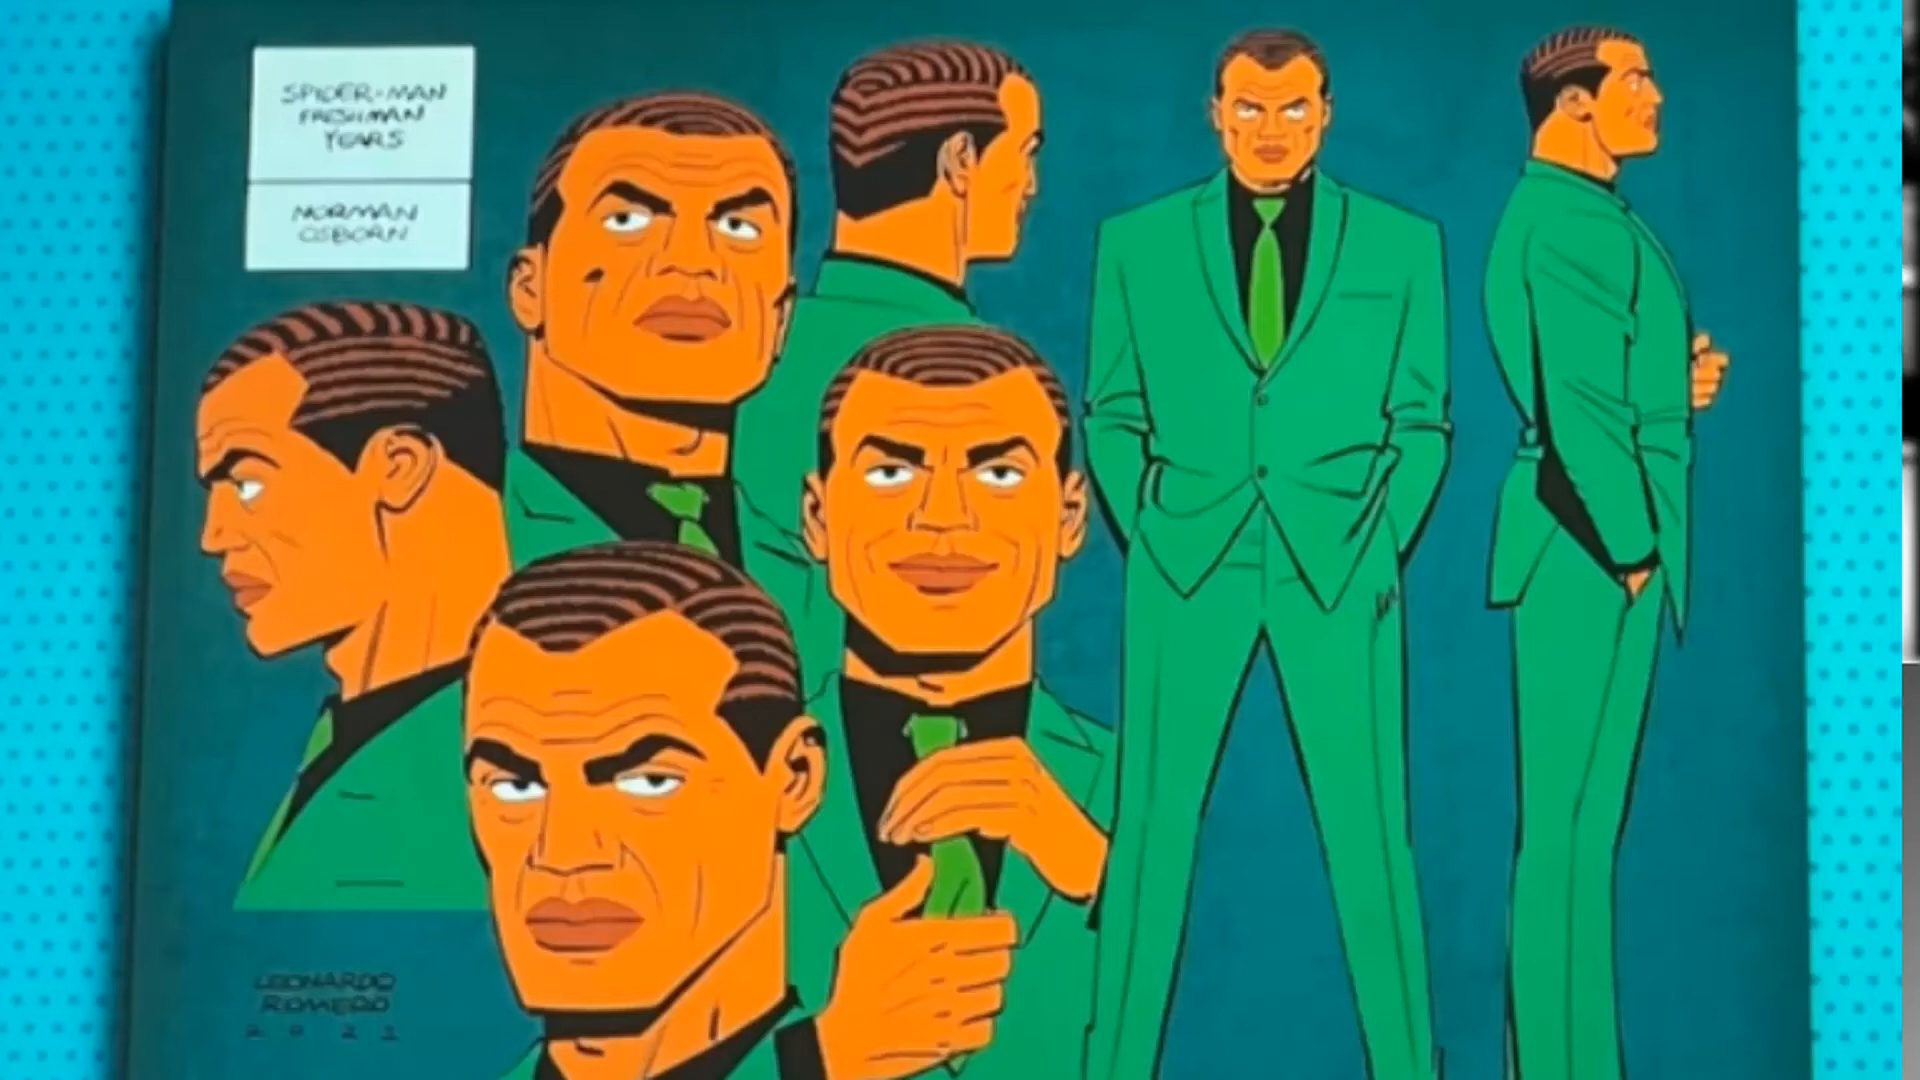 SPIDER-MAN
FRESHMAN
YEARS
NORMAN
OSBORN
LEONARDO
ROMERO
2021